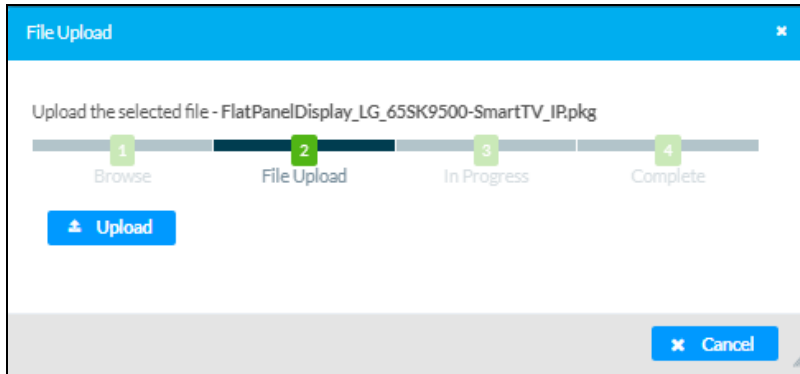 File Upload
Upload the selected file - FlatPanelDisplay_LG_65SK9500-SmartTV_IP.pkg
1 2 3 4
Browse File Upload In Progress Complete
Upload
Cancel